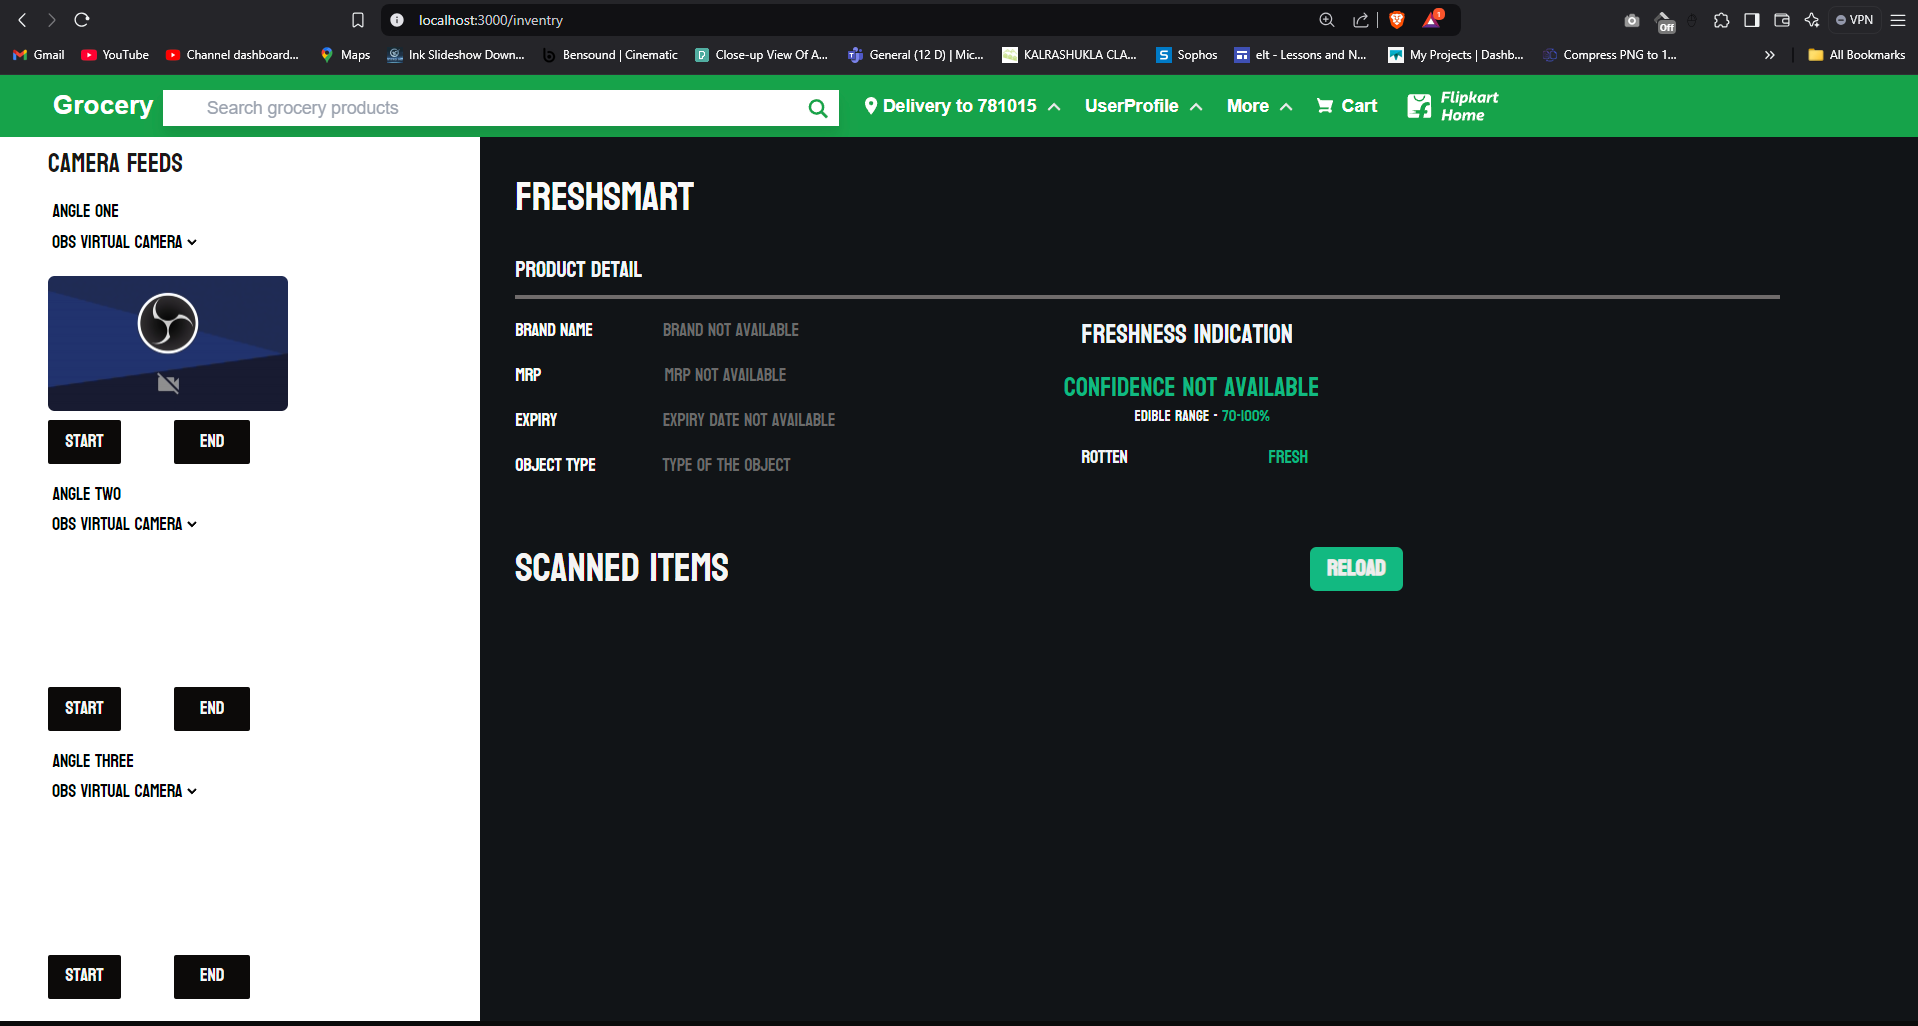 localhost:3000/inventry
1
Off
VPN
Gmail
YouTube
Channel dashboard...
Maps
Ink Slideshow Down...
Bensound | Cinematic
Close-up View Of A...
General (12 D) | Mic...
KALRASHUKLA CLA...
Sophos
elt - Lessons and N...
My Projects | Dashb...
Compress PNG to 1...
All Bookmarks
Grocery
Search grocery products
Delivery to 781015
UserProfile
More
Cart
Flipkart
Home
CAMERA FEEDS
ANGLE ONE
OBS VIRTUAL CAMERA
START END
ANGLE TWO
OBS VIRTUAL CAMERA
START END
ANGLE THREE
OBS VIRTUAL CAMERA
START END
FRESHSMART
PRODUCT DETAIL
BRAND NAME BRAND NOT AVAILABLE
MRP MRP NOT AVAILABLE
EXPIRY EXPIRY DATE NOT AVAILABLE
OBJECT TYPE TYPE OF THE OBJECT
FRESHNESS INDICATION
CONFIDENCE NOT AVAILABLE
EDIBLE RANGE - 70-100%
ROTTEN FRESH
SCANNED ITEMS
RELOAD